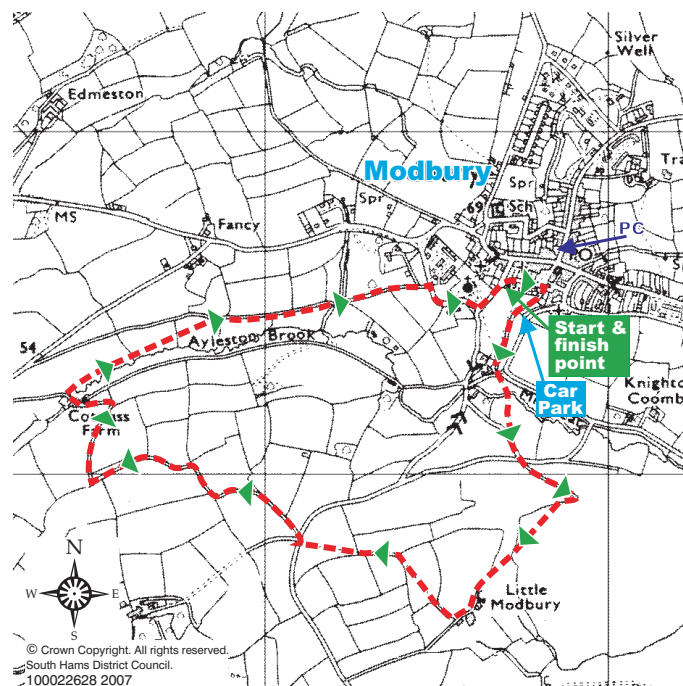 Silver
Well
Edmeston
Modbury
Tra
Spr
Sch
Spr
MS
Fancy
PC
69
S
Start &
finish
point
54
Ayleston Brook
Car
Park
Knighto
Coomb
Farm
N
W
E
S
Little
Modbury
© Crown Copyright. All rights reserved.
South Hams District Council.
100022628 2007